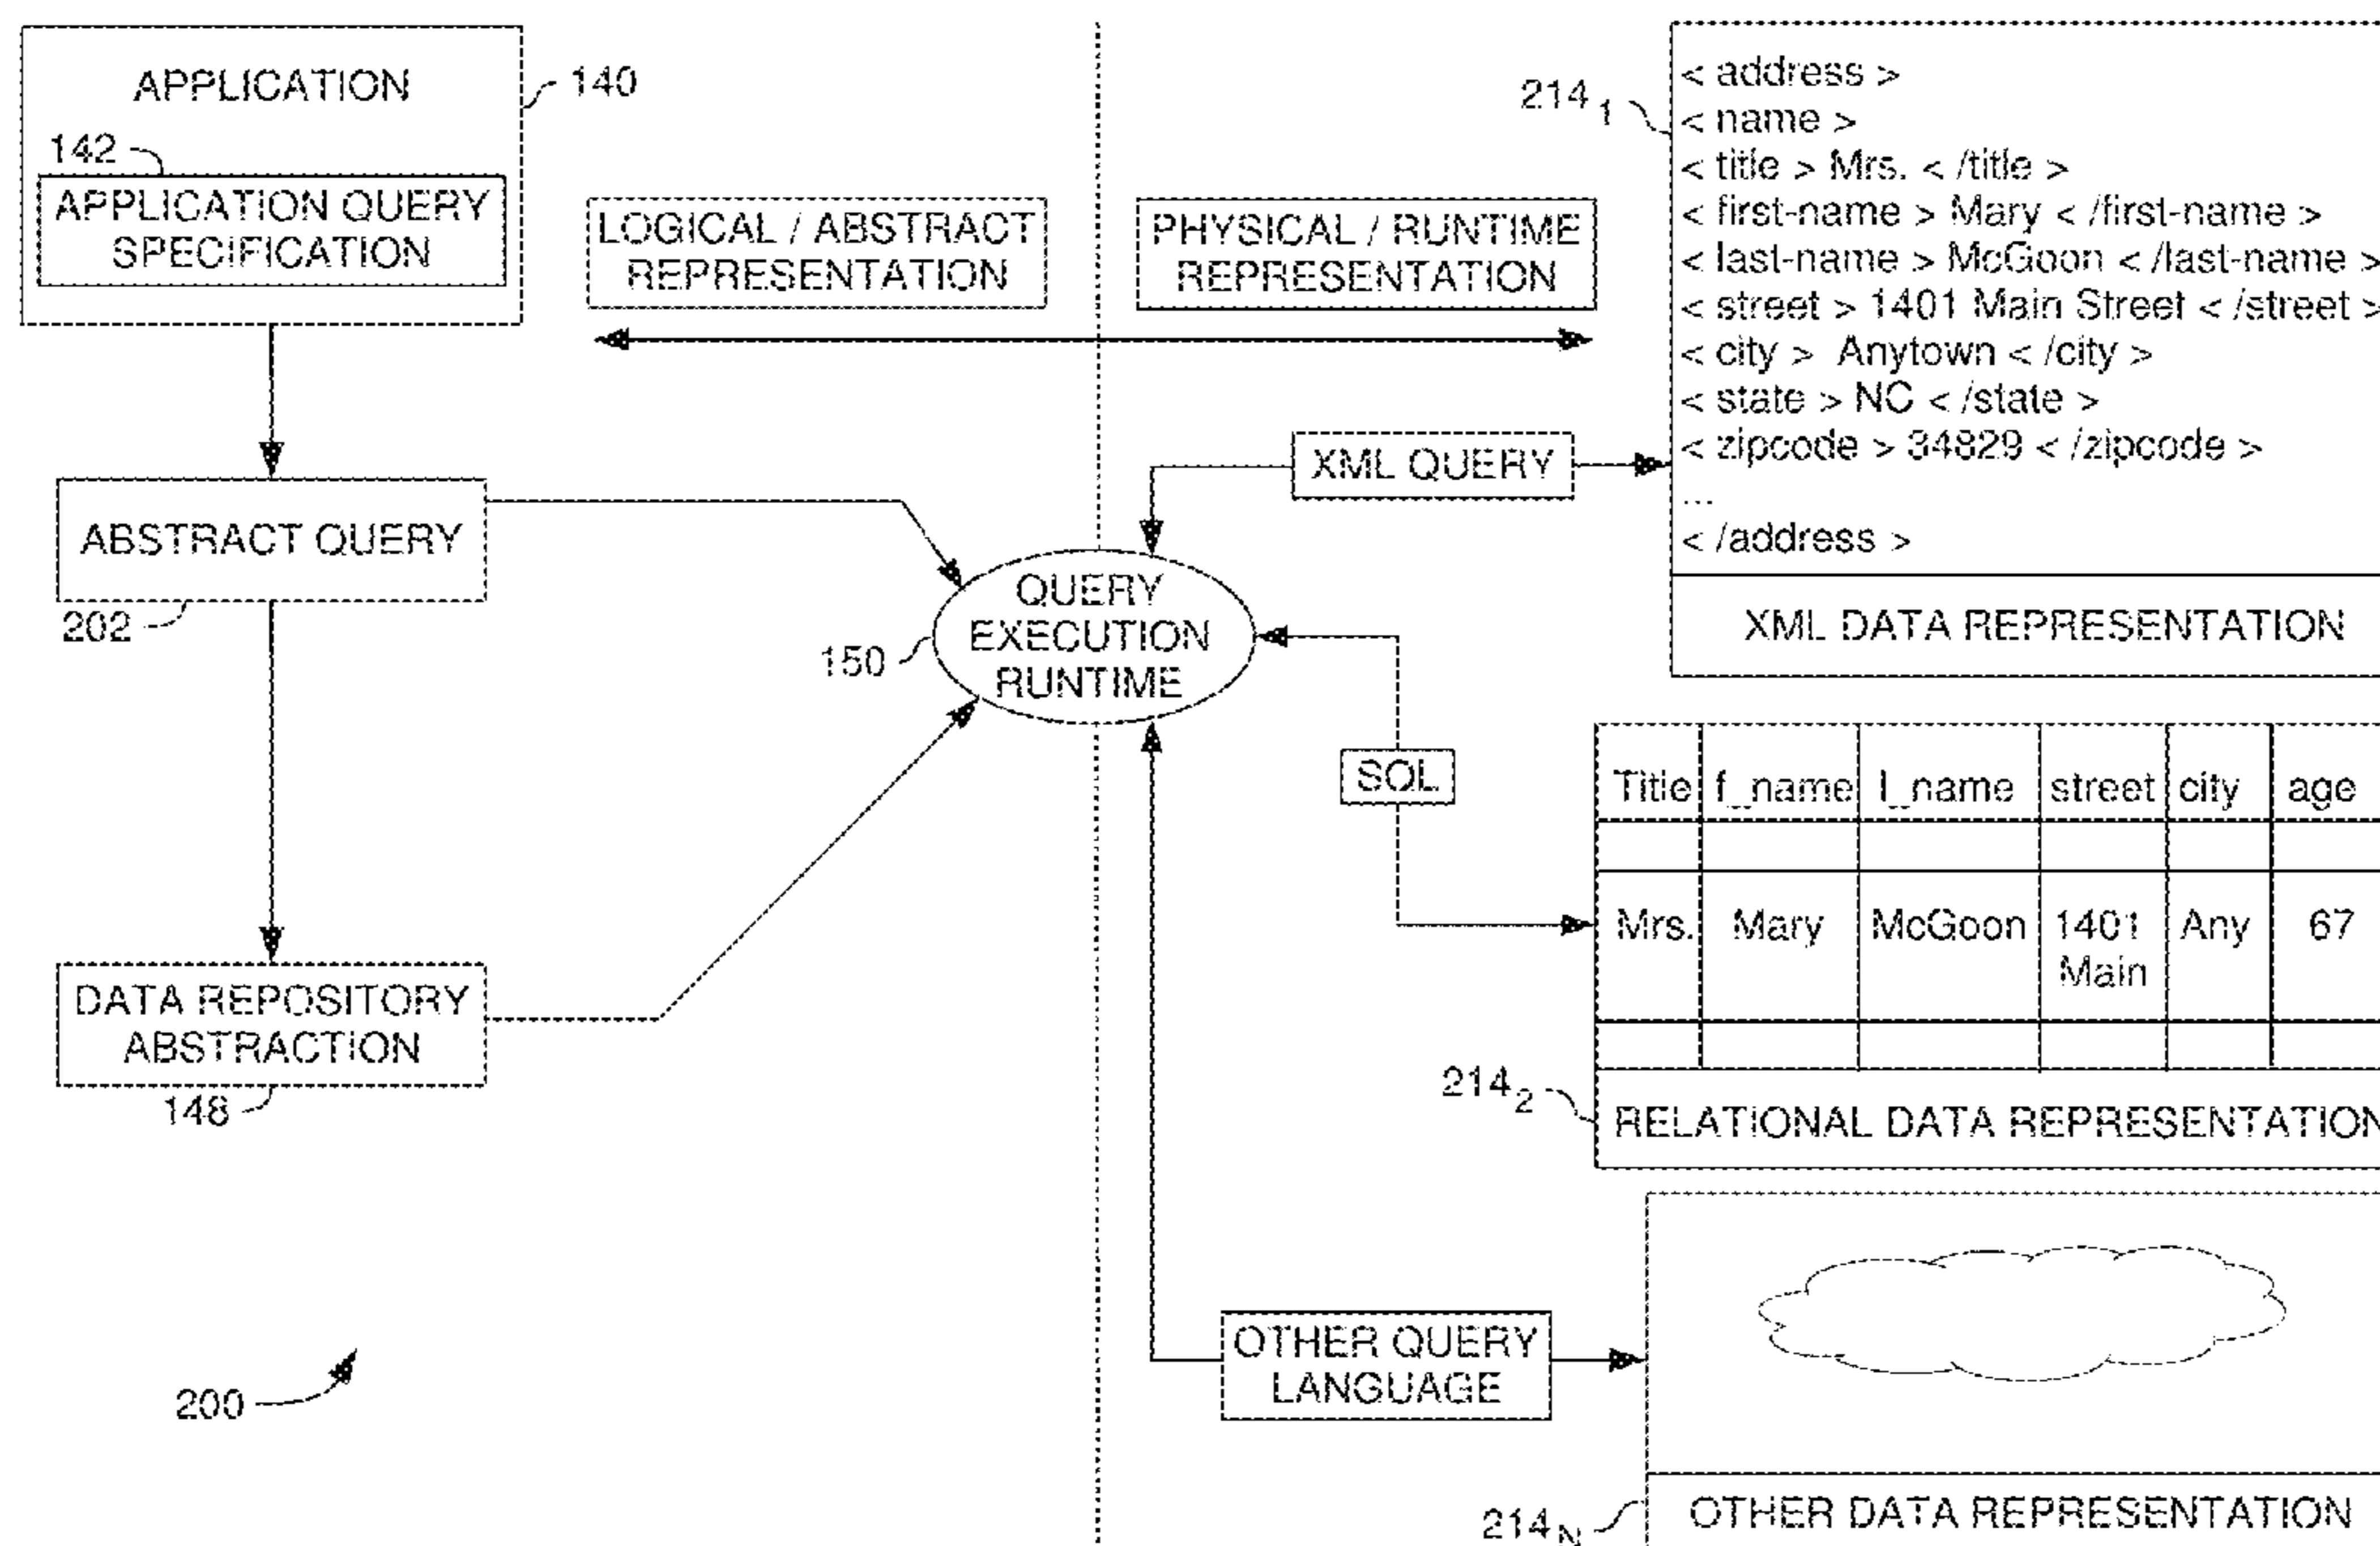 APPLICATION
140
142
APPLICATION QUERY
SPECIFICATION
LOGICAL / ABSTRACT
REPRESENTATION
PHYSICAL / RUNTIME
REPRESENTATION
ABSTRACT QUERY
202
DATA REPOSITORY
ABSTRACTION
148
200
150
QUERY
EXECUTION
RUNTIME
XML QUERY
SQL
OTHER QUERY
LANGUAGE
214 1
< address >
< name >
< title > Mrs. < /title >
< first-name > Mary < /first-name >
< last-name > McGoon < /last-name >
< street > 1401 Main Street < /street >
< city > Anytown < /city >
< state > NC < /state >
< zipcode > 34829 < /zipcode >
...
< /address >
XML DATA REPRESENTATION
Title f_name l_name street city age
Mrs. Mary McGoon 1401 Any 67
Main
214 2
RELATIONAL DATA REPRESENTATION
214 N
OTHER DATA REPRESENTATION